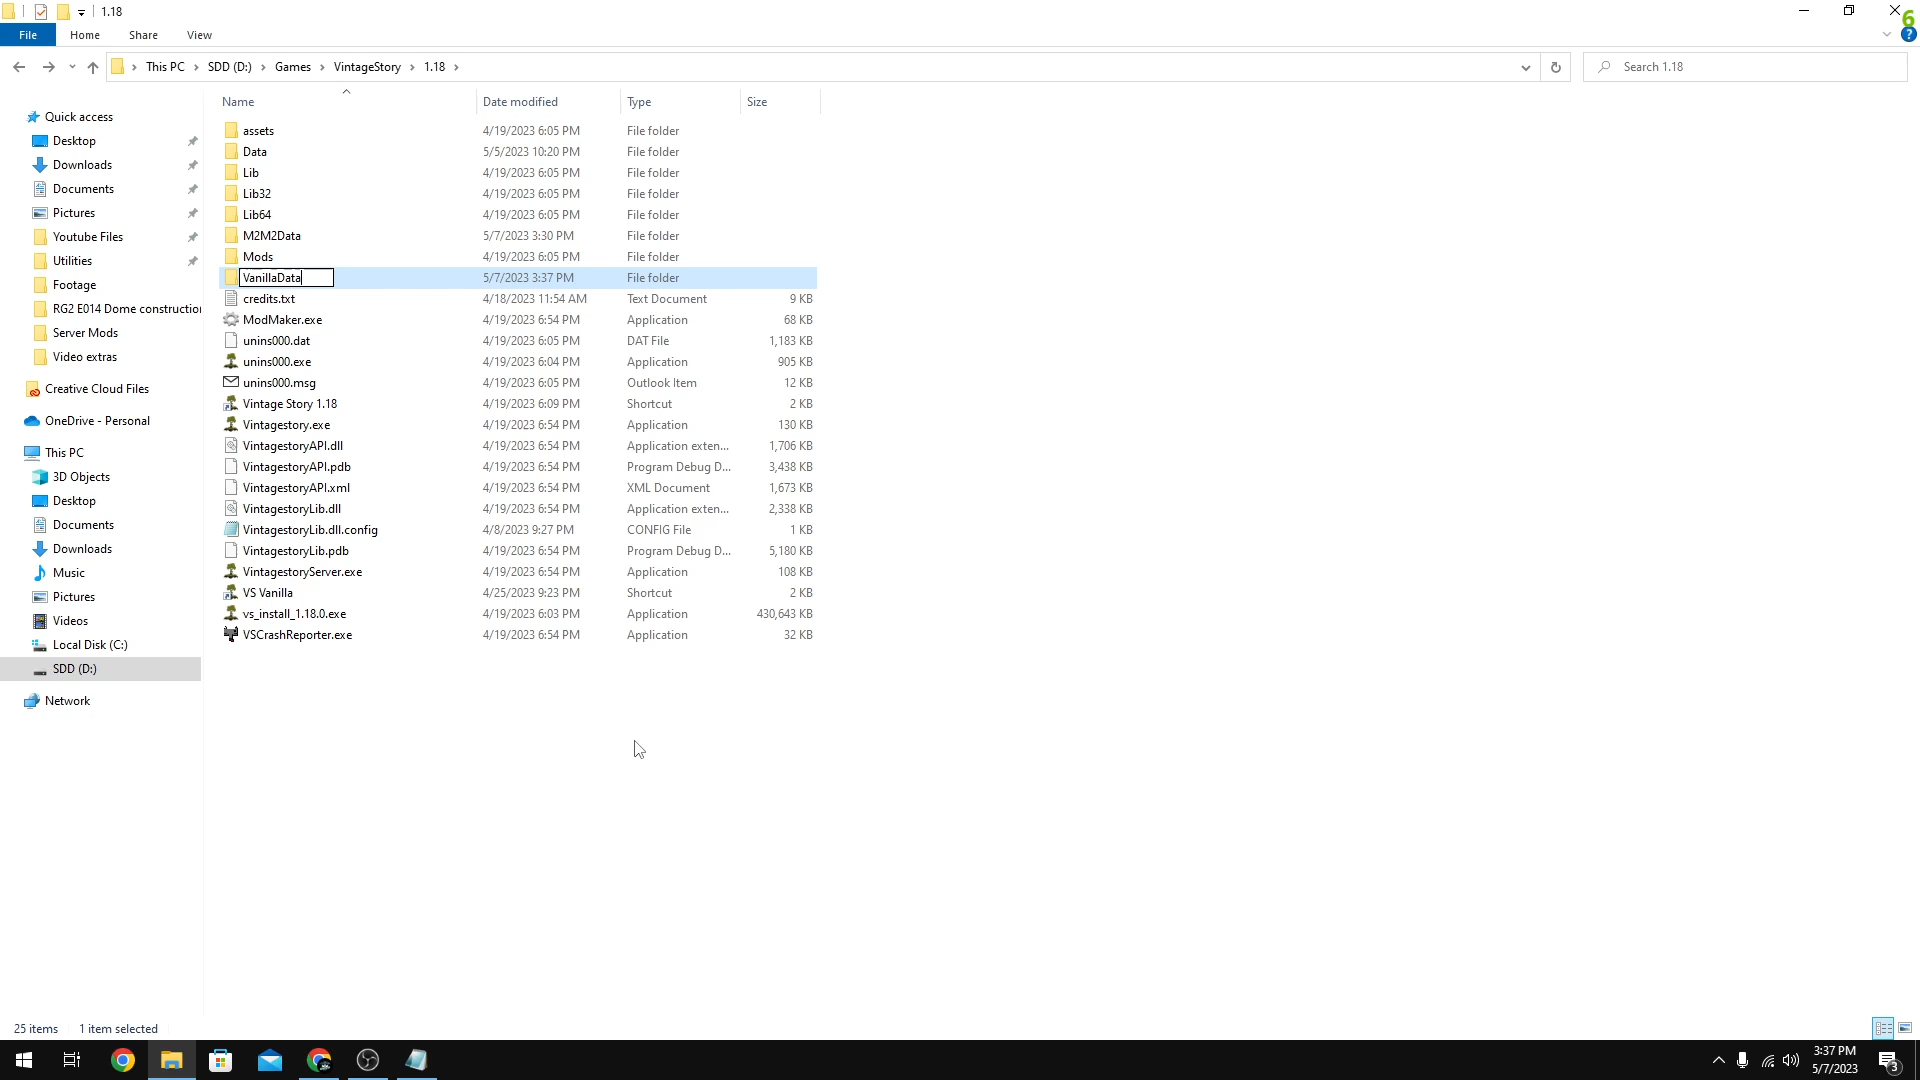 1.18
6
File Home Share View
?
This PC SDD (D:) Games VintageStory 1.18
Search 1.18
Name Date modified Type Size
Quick access
Desktop
Downloads
Documents
Pictures
Youtube Files
Utilities
Footage
RG2 E014 Dome construction
Server Mods
Video extras
Creative Cloud Files
OneDrive - Personal
This PC
3D Objects
Desktop
Documents
Downloads
Music
Pictures
Videos
Local Disk (C:)
SDD (D:)
Network
assets 4/19/2023 6:05 PM File folder
Data 5/5/2023 10:20 PM File folder
Lib 4/19/2023 6:05 PM File folder
Lib32 4/19/2023 6:05 PM File folder
Lib64 4/19/2023 6:05 PM File folder
M2M2Data 5/7/2023 3:30 PM File folder
Mods 4/19/2023 6:05 PM File folder
VanillaData 5/7/2023 3:37 PM File folder
credits.txt 4/18/2023 11:54 AM Text Document 9 KB
ModMaker.exe 4/19/2023 6:54 PM Application 68 KB
unins000.dat 4/19/2023 6:05 PM DAT File 1,183 KB
unins000.exe 4/19/2023 6:04 PM Application 905 KB
unins000.msg 4/19/2023 6:05 PM Outlook Item 12 KB
Vintage Story 1.18 4/19/2023 6:09 PM Shortcut 2 KB
Vintagestory.exe 4/19/2023 6:54 PM Application 130 KB
VintagestoryAPI.dll 4/19/2023 6:54 PM Application exten... 1,706 KB
VintagestoryAPI.pdb 4/19/2023 6:54 PM Program Debug D... 3,438 KB
VintagestoryAPI.xml 4/19/2023 6:54 PM XML Document 1,673 KB
VintagestoryLib.dll 4/19/2023 6:54 PM Application exten... 2,338 KB
VintagestoryLib.dll.config 4/8/2023 9:27 PM CONFIG File 1 KB
VintagestoryLib.pdb 4/19/2023 6:54 PM Program Debug D... 5,180 KB
VintagestoryServer.exe 4/19/2023 6:54 PM Application 108 KB
VS Vanilla 4/25/2023 9:23 PM Shortcut 2 KB
vs_install_1.18.0.exe 4/19/2023 6:03 PM Application 430,643 KB
VSCrashReporter.exe 4/19/2023 6:54 PM Application 32 KB
25 items 1 item selected
3:37 PM
5/7/2023
3